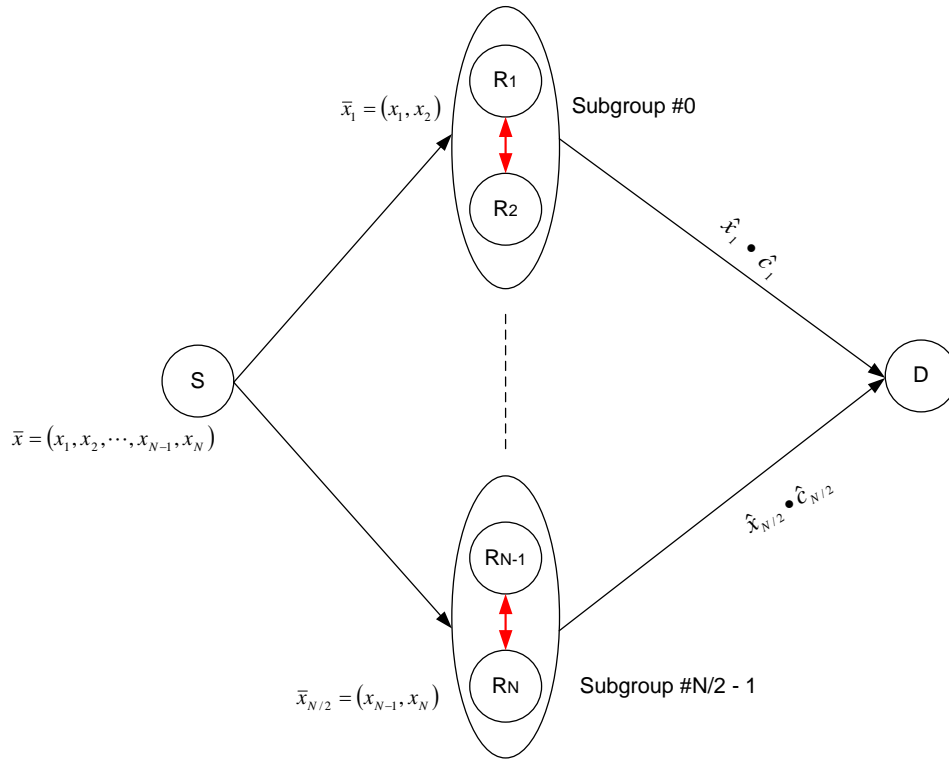 R1
x̄₁ = (x₁, x₂)
Subgroup #0
R2
x̂₁ • ĉ₁
S
D
x̄ = (x₁, x₂, ⋯, x_{N−1}, x_N)
x̂_{N/2} • ĉ_{N/2}
RN-1
RN
x̄_{N/2} = (x_{N−1}, x_N)
Subgroup #N/2 - 1